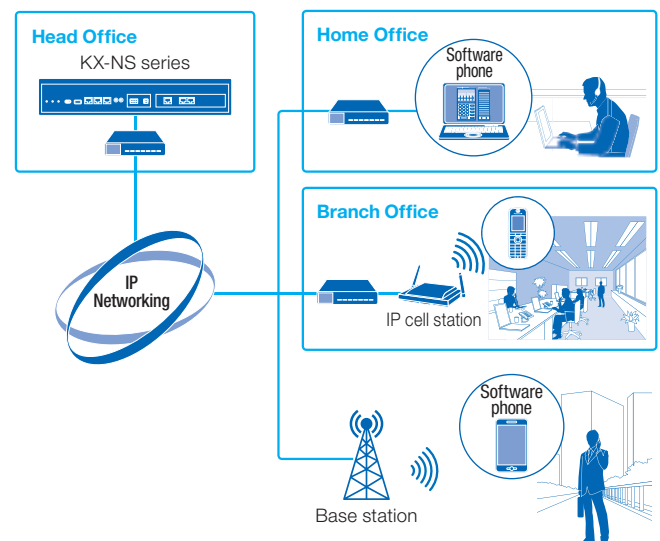 Head Office
KX-NS series
Home Office
Software
phone
Branch Office
IP
Networking
IP cell station
Software
phone
Base station